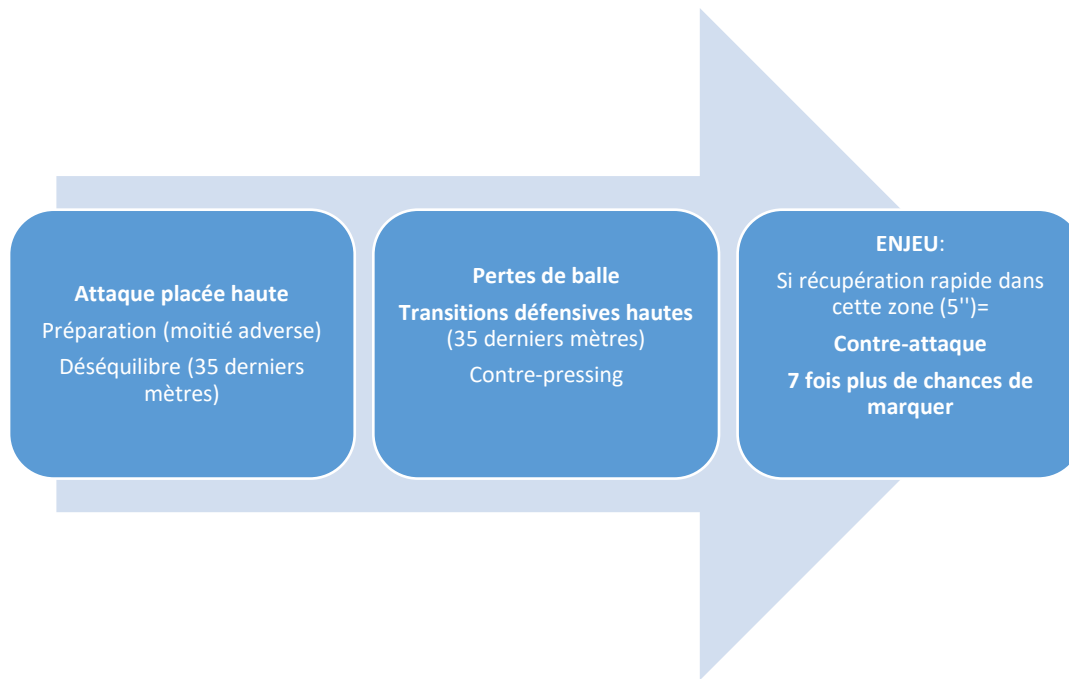 Attaque placée haute
Préparation (moitié adverse)
Déséquilibre (35 derniers
mètres)
Pertes de balle
Transitions défensives hautes
(35 derniers mètres)
Contre-pressing
ENJEU:
Si récupération rapide dans
cette zone (5'')=
Contre-attaque
7 fois plus de chances de
marquer